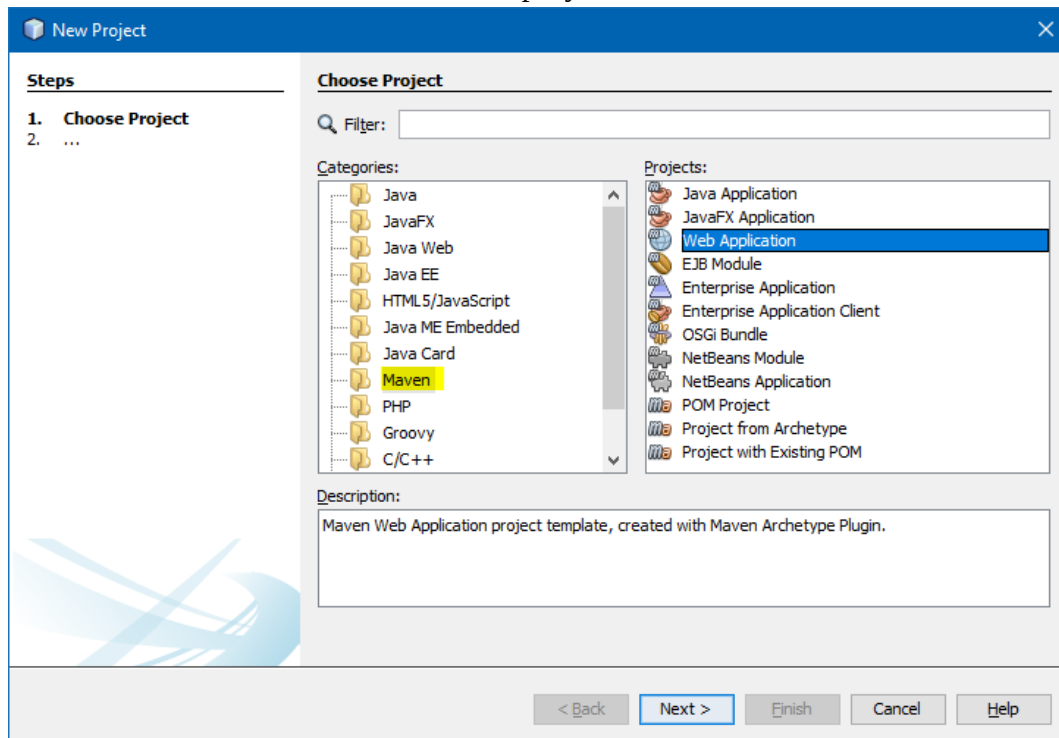 New Project
Steps
1. Choose Project
2. ...
Choose Project
Filter:
Categories:
Java
JavaFX
Java Web
Java EE
HTML5/JavaScript
Java ME Embedded
Java Card
Maven
PHP
Groovy
C/C++
Projects:
Java Application
JavaFX Application
Web Application
EJB Module
Enterprise Application
Enterprise Application Client
OSGi Bundle
NetBeans Module
NetBeans Application
POM Project
Project from Archetype
Project with Existing POM
Description:
Maven Web Application project template, created with Maven Archetype Plugin.
< Back
Next >
Finish
Cancel
Help